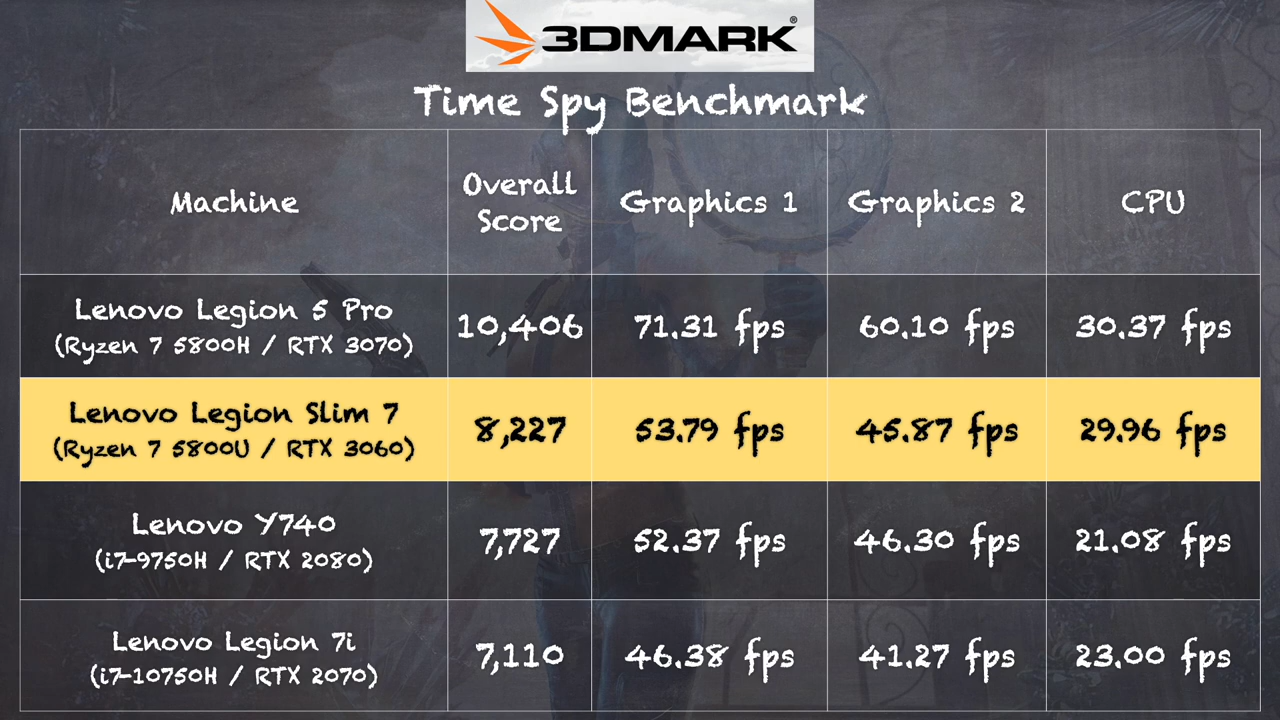 3DMARK®
Time Spy Benchmark
Machine
Overall
Score
Graphics 1
Graphics 2
CPU
Lenovo Legion 5 Pro
(Ryzen 7 5800H / RTX 3070)
10,406
71.31 fps
60.10 fps
30.37 fps
Lenovo Legion Slim 7
(Ryzen 7 5800U / RTX 3060)
8,227
53.79 fps
45.87 fps
29.96 fps
Lenovo Y740
(i7-9750H / RTX 2080)
7,727
52.37 fps
46.30 fps
21.08 fps
Lenovo Legion 7i
(i7-10750H / RTX 2070)
7,110
46.38 fps
41.27 fps
23.00 fps